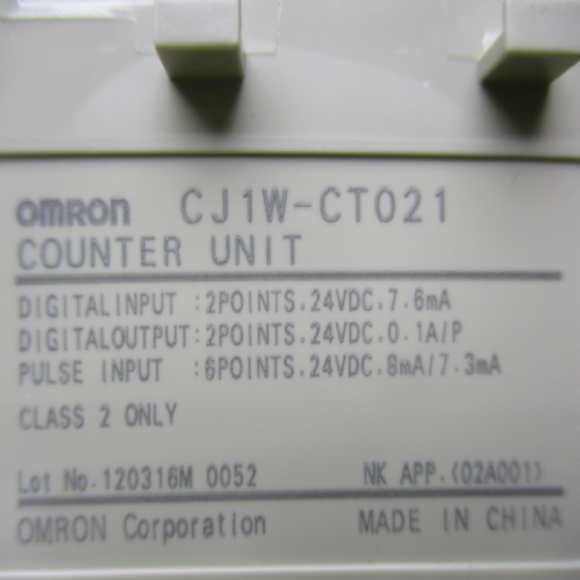 OMRON CJ1W-CT021
COUNTER UNIT
DIGITALINPUT :2POINTS.24VDC.7.6mA
DIGITALOUTPUT:2POINTS.24VDC.0.1A/P
PULSE INPUT :6POINTS.24VDC.8mA/7.3mA
CLASS 2 ONLY
Lot No.120316M 0052 NK APP.(02A001)
OMRON Corporation MADE IN CHINA